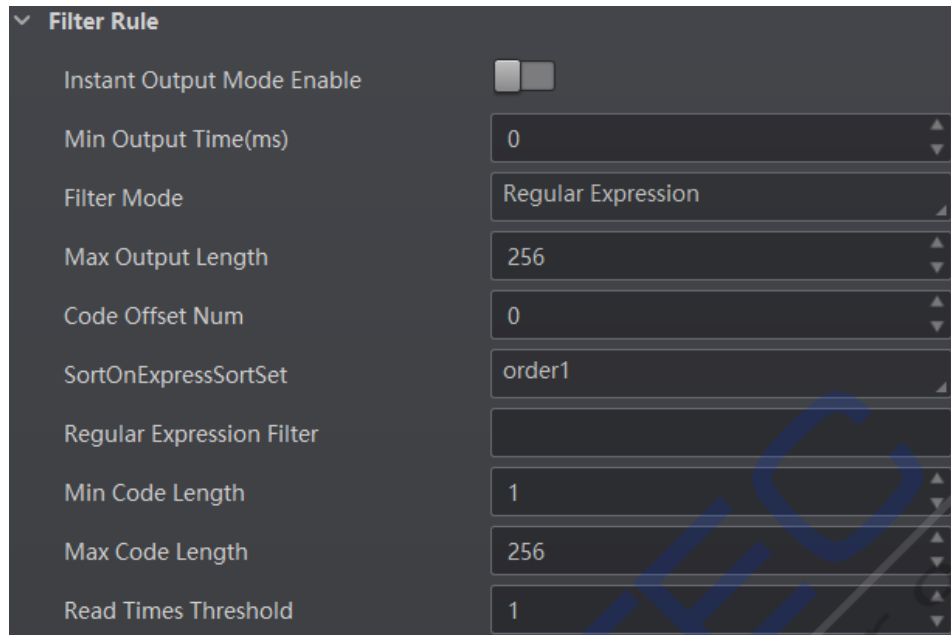 Filter Rule
Instant Output Mode Enable
Min Output Time(ms) 0
Filter Mode Regular Expression
Max Output Length 256
Code Offset Num 0
SortOnExpressSortSet order1
Regular Expression Filter
Min Code Length 1
Max Code Length 256
Read Times Threshold 1